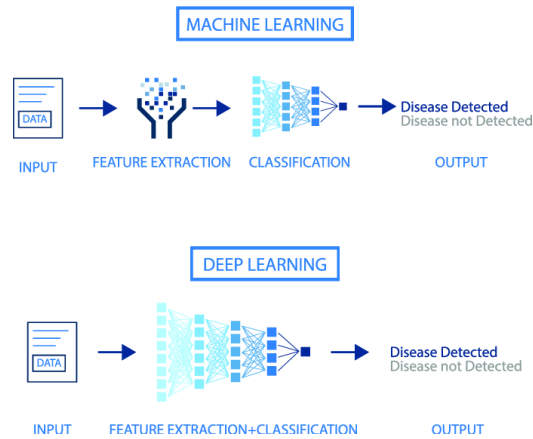 MACHINE LEARNING
DATA
Disease Detected
Disease not Detected
INPUT
FEATURE EXTRACTION
CLASSIFICATION
OUTPUT
DEEP LEARNING
DATA
Disease Detected
Disease not Detected
INPUT
FEATURE EXTRACTION+CLASSIFICATION
OUTPUT